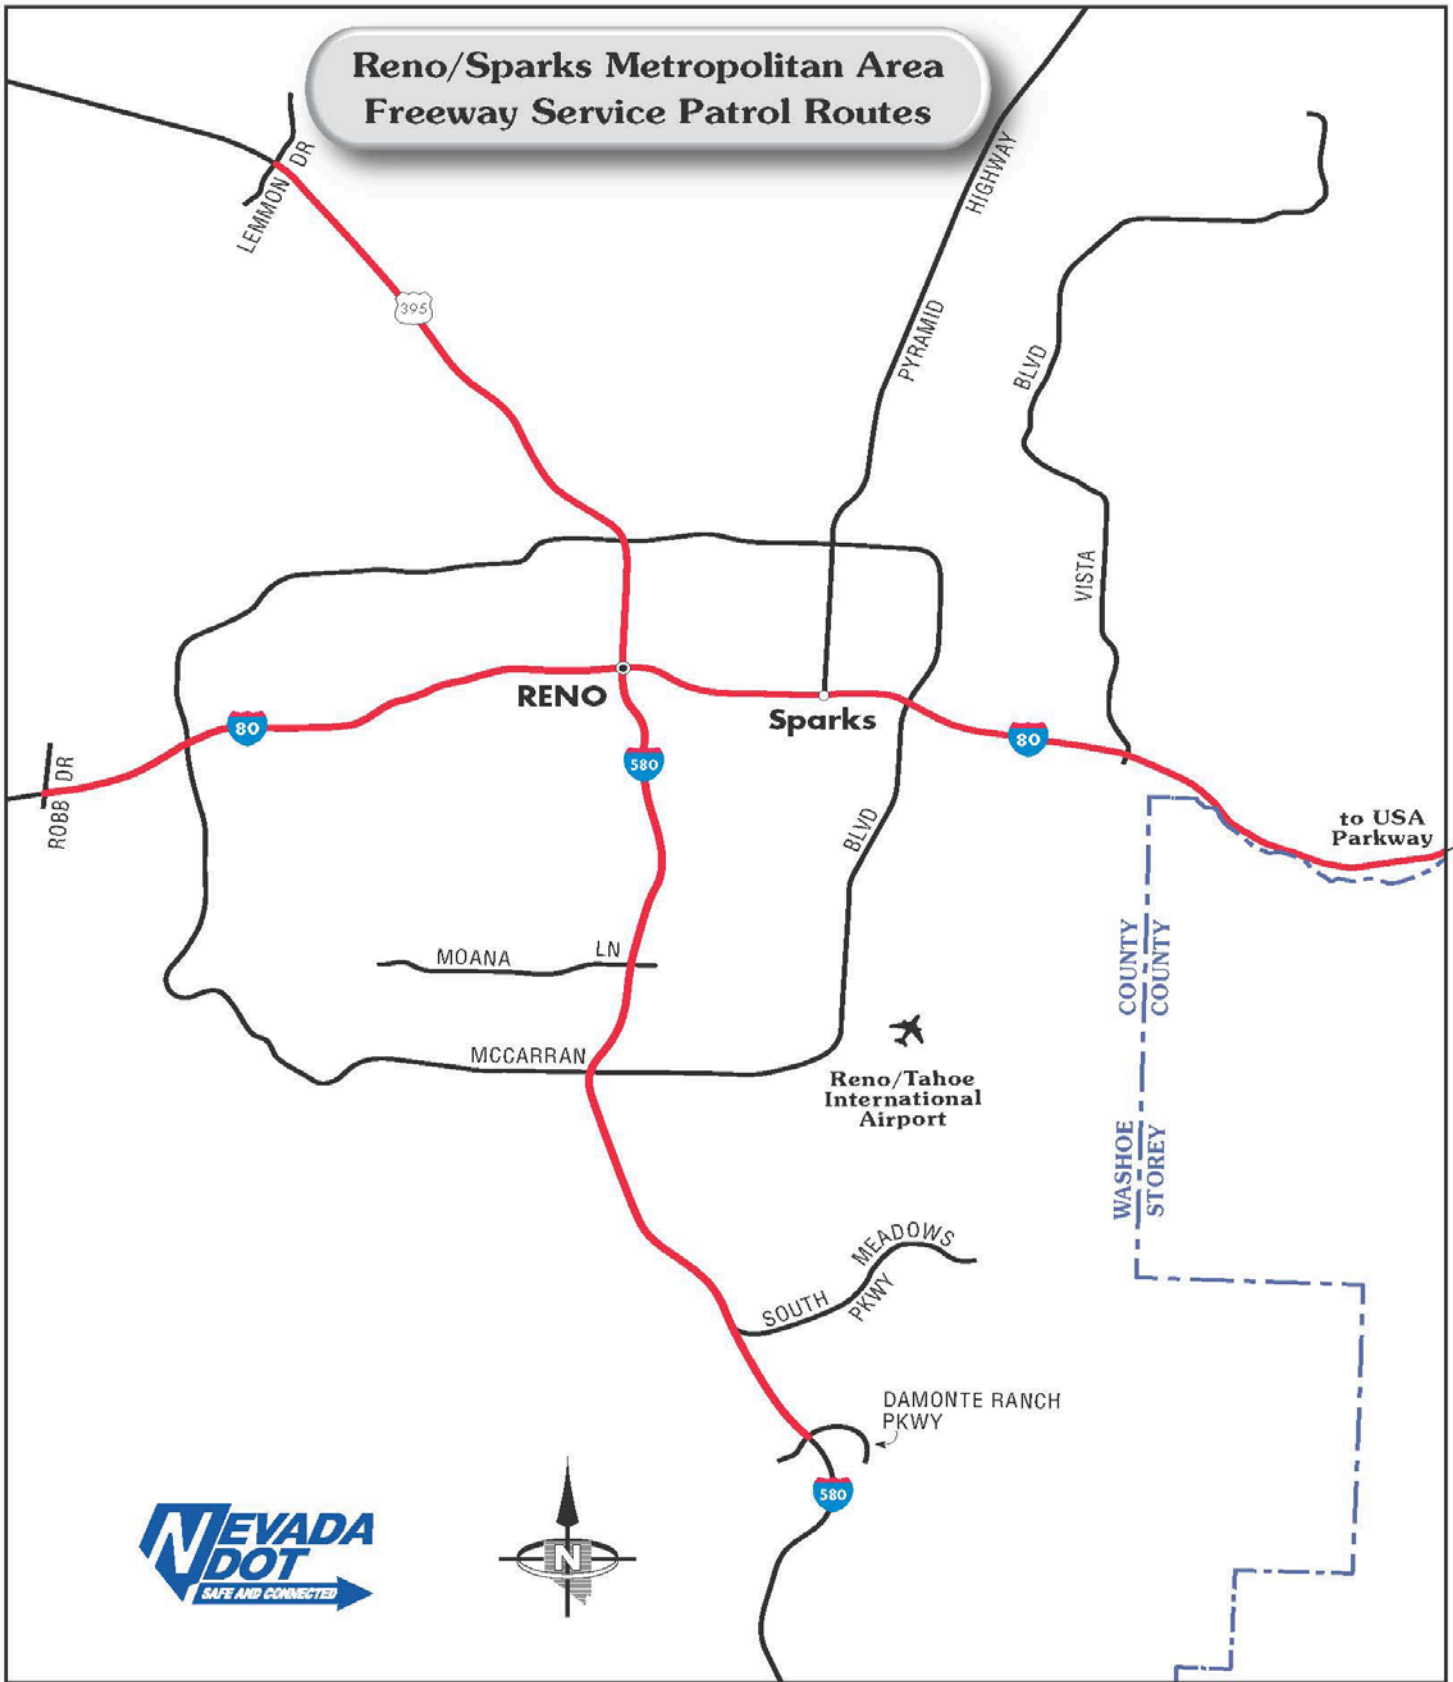 Reno/Sparks Metropolitan Area
Freeway Service Patrol Routes
LEMMON DR
395
PYRAMID HIGHWAY
VISTA BLVD
RENO
Sparks
80
80
580
ROBB DR
to USA
Parkway
MCCARRAN BLVD
MOANA LN
Reno/Tahoe
International
Airport
WASHOE COUNTY
STOREY COUNTY
SOUTH MEADOWS
PKWY
DAMONTE RANCH
PKWY
580
NEVADA
DOT
SAFE AND CONNECTED
N